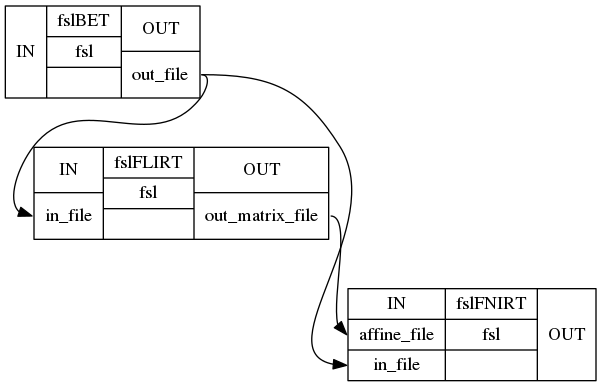 IN fslBET OUT
fsl
out_file
IN fslFLIRT OUT
fsl
in_file out_matrix_file
IN fslFNIRT OUT
affine_file fsl
in_file